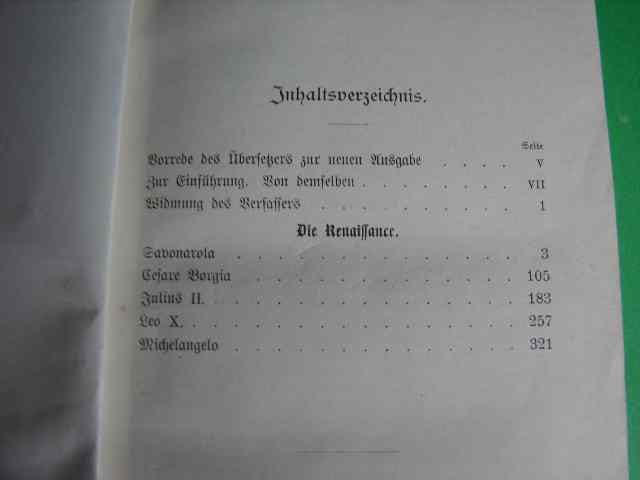 Inhaltsverzeichnis.
Seite
Vorrede des Übersetzers zur neuen Ausgabe . . . . V
Zur Einführung. Von demselben . . . . . . . . VII
Widmung des Verfassers . . . . . . . . . . 1
Die Renaissance.
Savonarola . . . . . . . . . . . . . . 3
Cesare Borgia . . . . . . . . . . . . . 105
Julius II. . . . . . . . . . . . . . . 183
Leo X. . . . . . . . . . . . . . . . 257
Michelangelo . . . . . . . . . . . . . 321